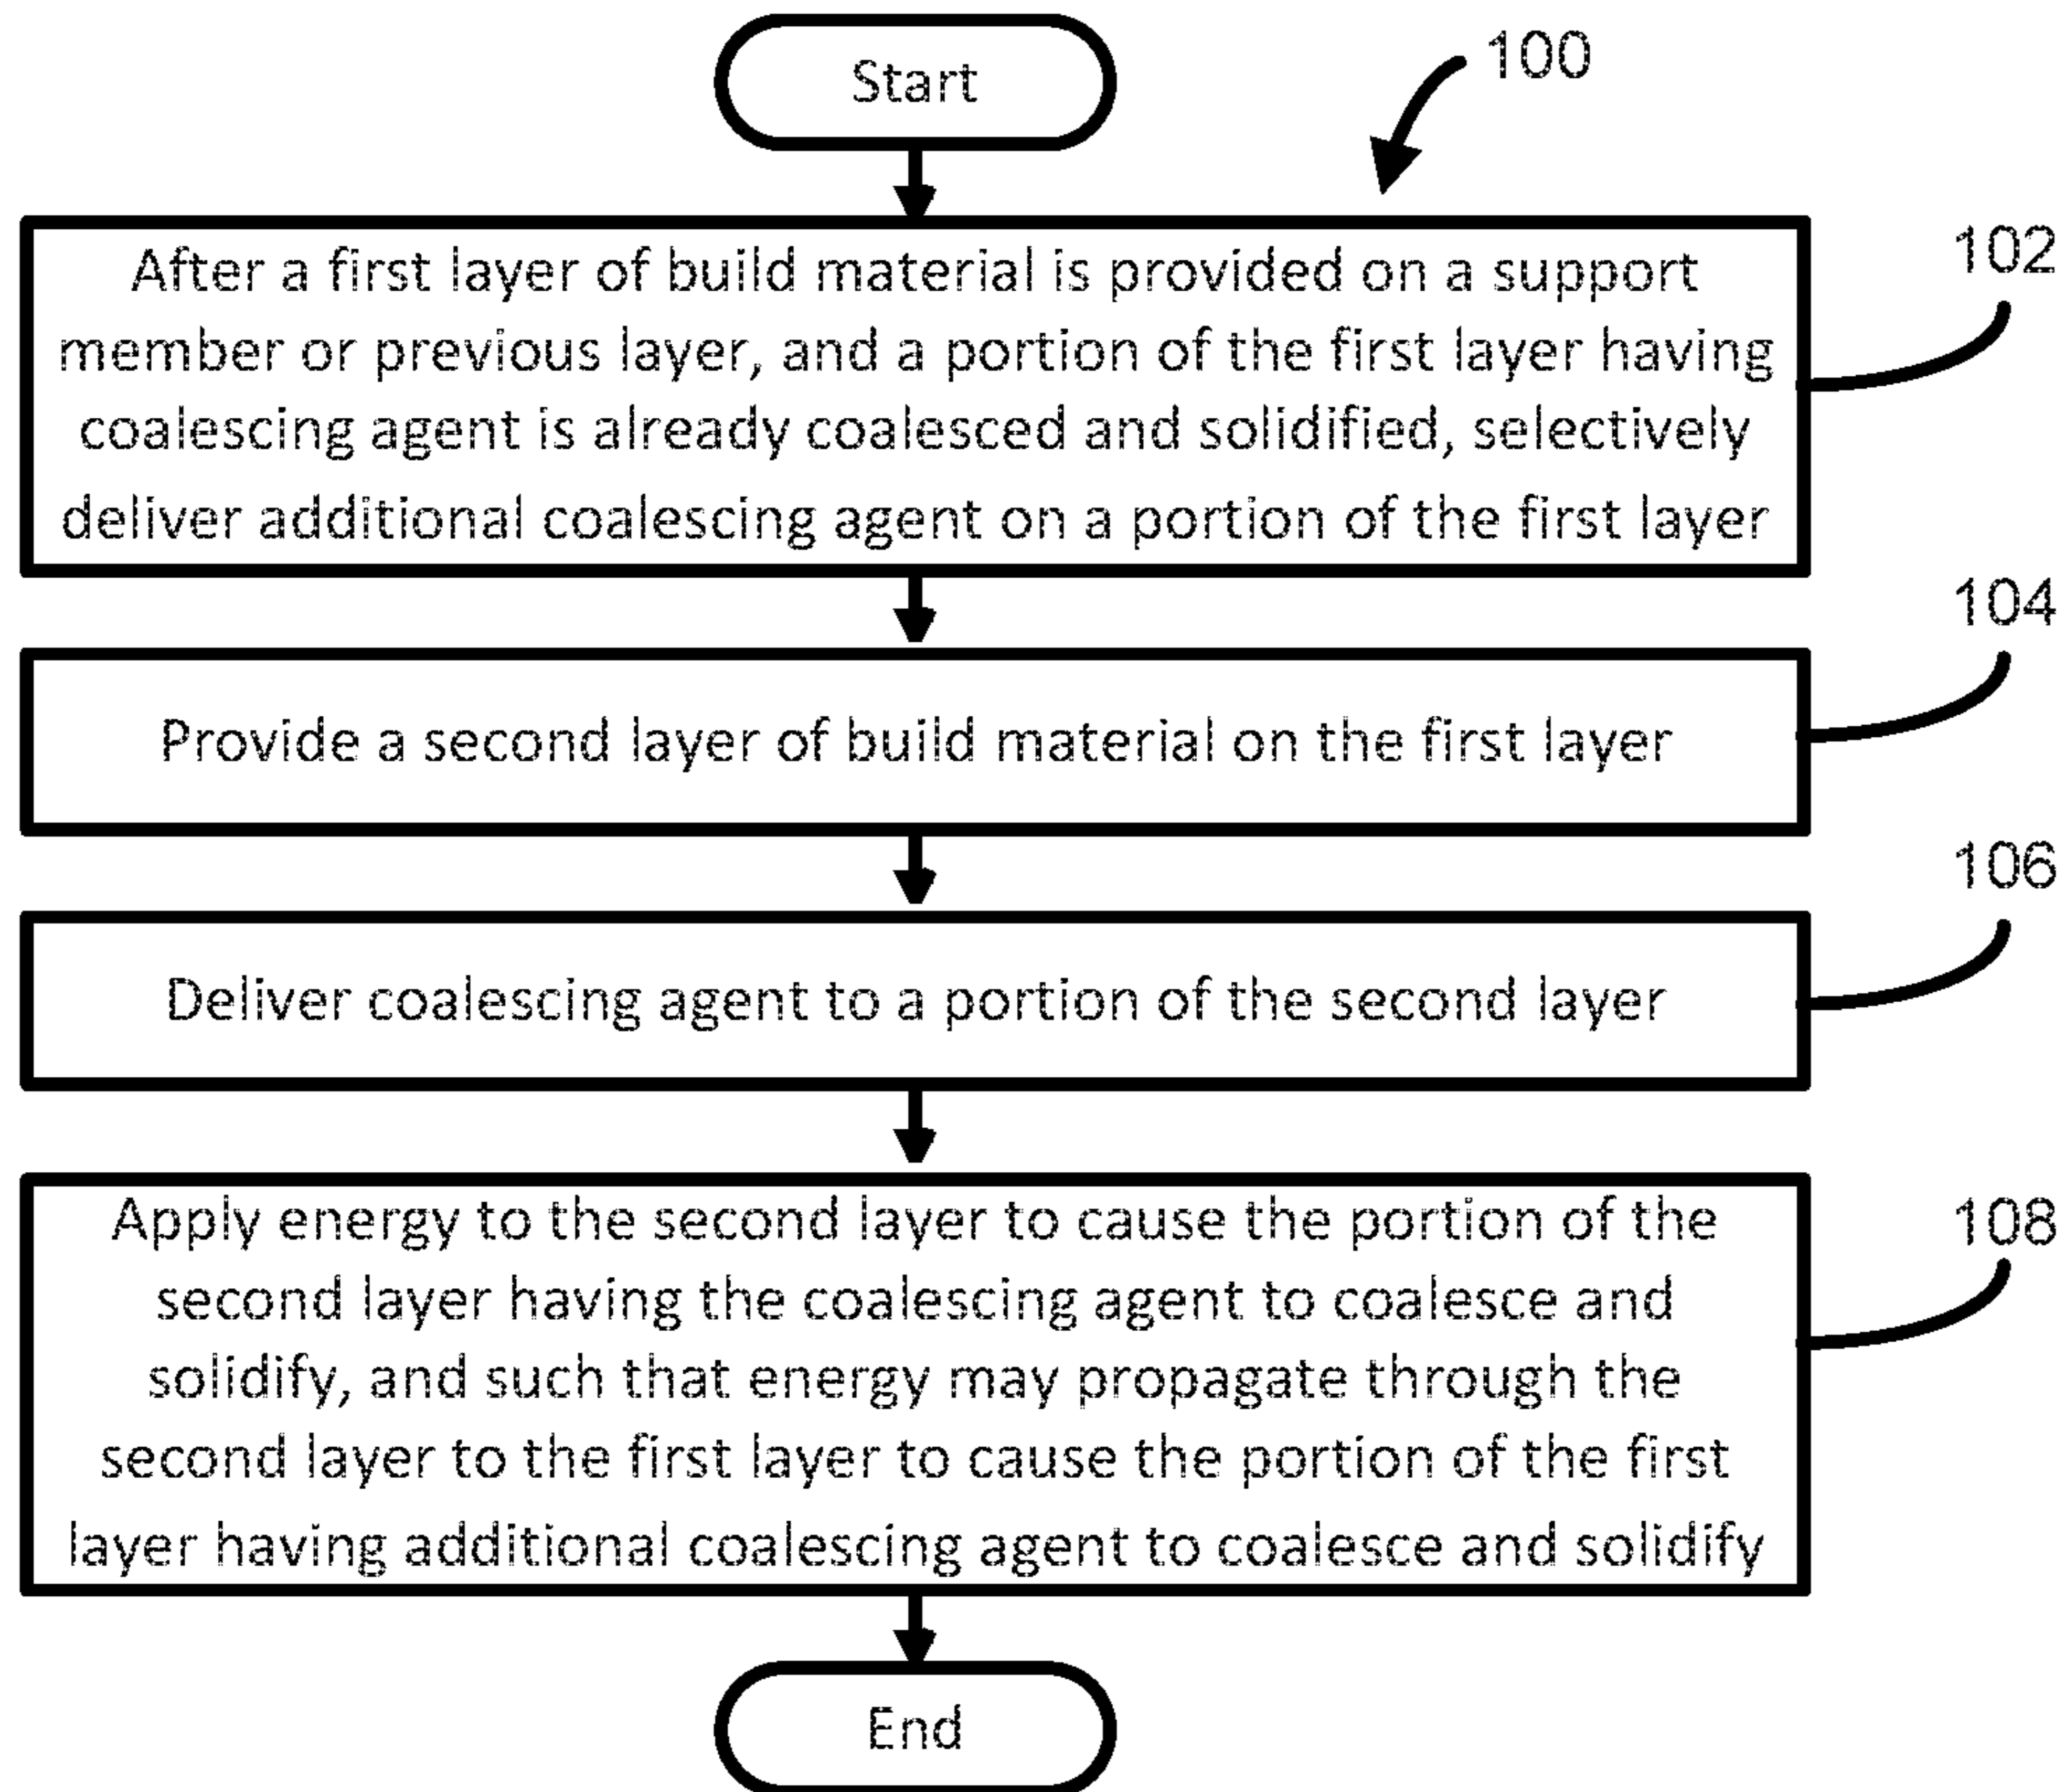 Start
100
After a first layer of build material is provided on a support
member or previous layer, and a portion of the first layer having
coalescing agent is already coalesced and solidified, selectively
deliver additional coalescing agent on a portion of the first layer
102
Provide a second layer of build material on the first layer
104
Deliver coalescing agent to a portion of the second layer
106
Apply energy to the second layer to cause the portion of the
second layer having the coalescing agent to coalesce and
solidify, and such that energy may propagate through the
second layer to the first layer to cause the portion of the first
layer having additional coalescing agent to coalesce and solidify
108
End